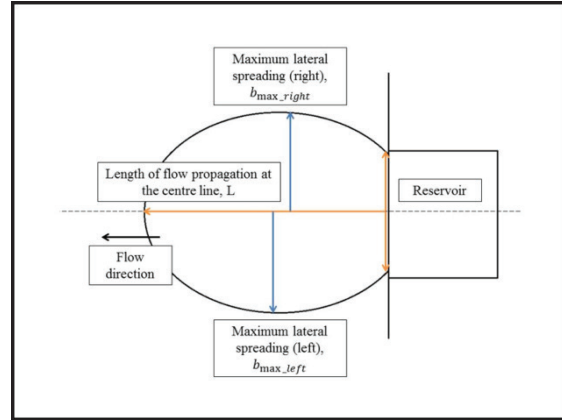 Maximum lateral
spreading (right),
b_max_right
Length of flow propagation at
the centre line, L
Reservoir
Flow
direction
Maximum lateral
spreading (left),
b_max_left